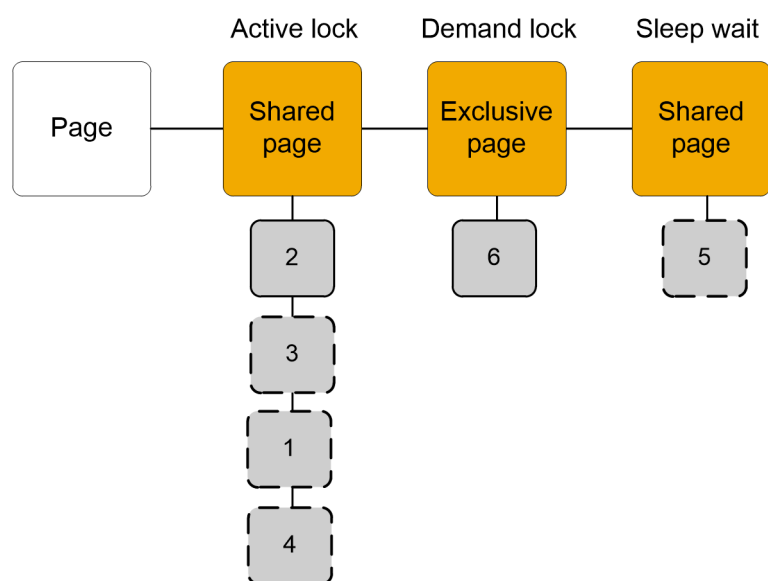 Active lock
Demand lock
Sleep wait
Page
Shared
page
Exclusive
page
Shared
page
2
6
5
3
1
4